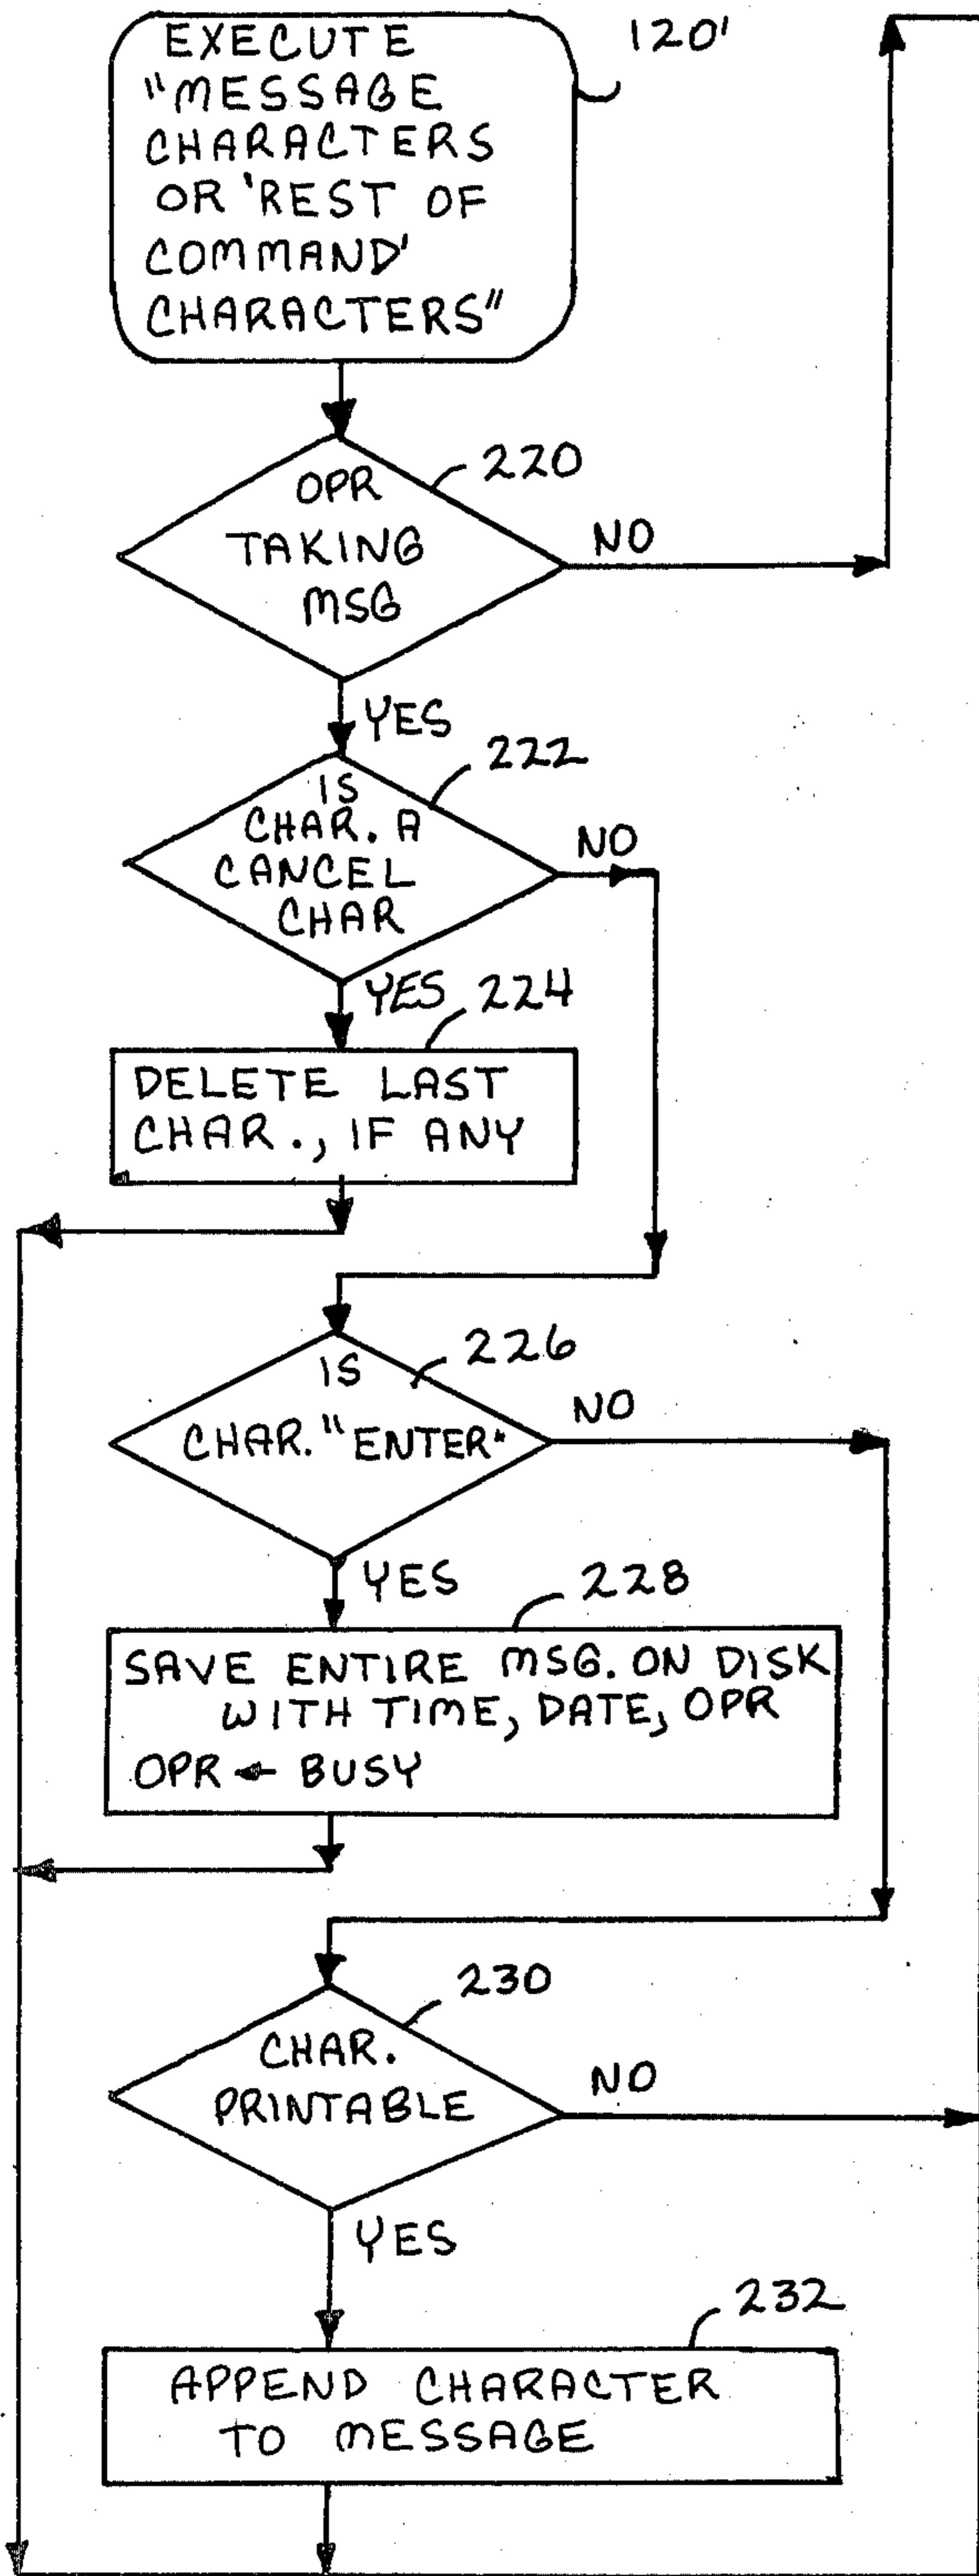 EXECUTE
"MESSAGE
CHARACTERS
OR 'REST OF
COMMAND'
CHARACTERS"
120'
OPR
TAKING
MSG
220
NO
YES
IS
CHAR. A
CANCEL
CHAR
222
NO
YES
224
DELETE LAST
CHAR., IF ANY
IS
CHAR. "ENTER"
226
NO
YES
228
SAVE ENTIRE MSG. ON DISK
WITH TIME, DATE, OPR
OPR ← BUSY
CHAR.
PRINTABLE
230
NO
YES
232
APPEND CHARACTER
TO MESSAGE